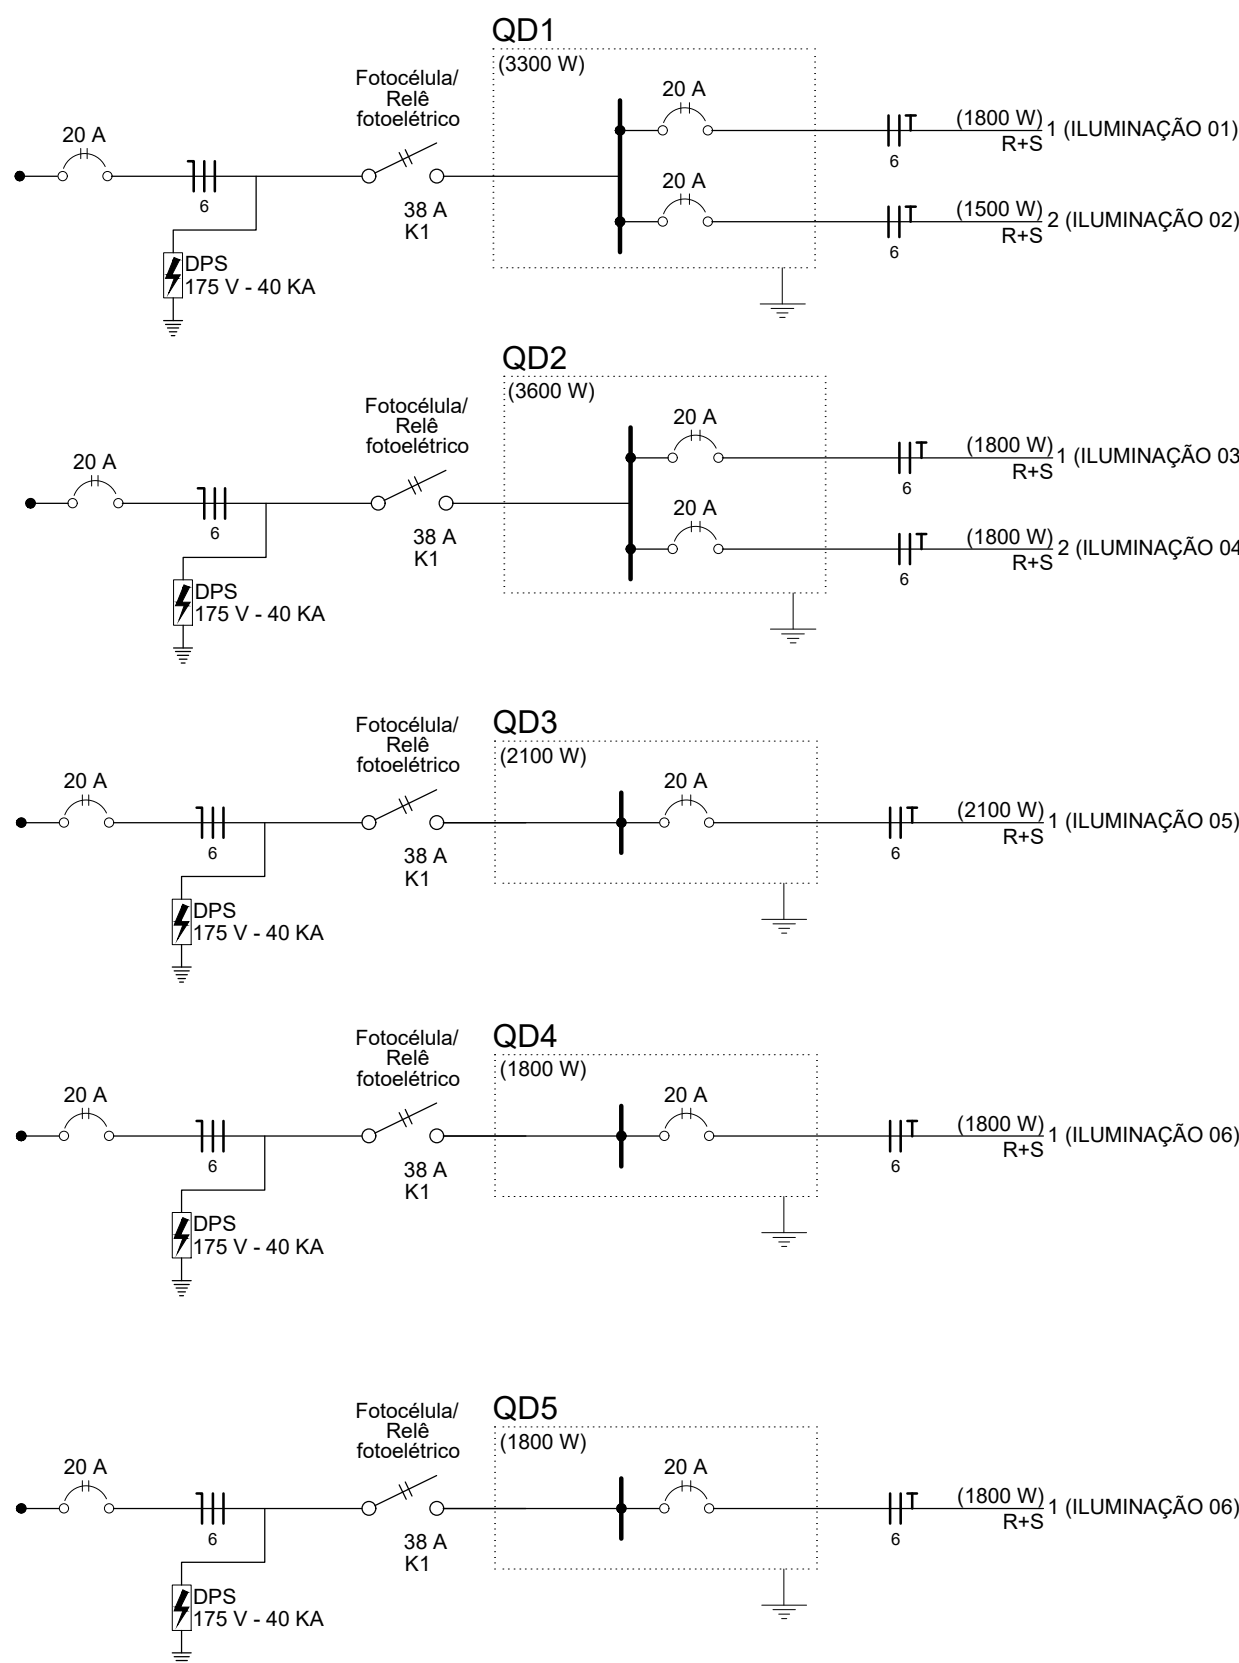 QD1
(3300 W)
Fotocélula/
Relê
fotoelétrico
20 A
20 A
(1800 W)
1 (ILUMINAÇÃO 01)
R+S
6
6
38 A
K1
20 A
(1500 W)
2 (ILUMINAÇÃO 02)
R+S
6
DPS
175 V - 40 KA
QD2
(3600 W)
Fotocélula/
Relê
fotoelétrico
20 A
20 A
(1800 W)
1 (ILUMINAÇÃO 03
R+S
6
6
38 A
K1
20 A
(1800 W)
2 (ILUMINAÇÃO 04
R+S
6
DPS
175 V - 40 KA
QD3
(2100 W)
Fotocélula/
Relê
fotoelétrico
20 A
20 A
(2100 W)
1 (ILUMINAÇÃO 05)
R+S
6
6
38 A
K1
DPS
175 V - 40 KA
QD4
(1800 W)
Fotocélula/
Relê
fotoelétrico
20 A
20 A
(1800 W)
1 (ILUMINAÇÃO 06)
R+S
6
6
38 A
K1
DPS
175 V - 40 KA
QD5
(1800 W)
Fotocélula/
Relê
fotoelétrico
20 A
20 A
(1800 W)
1 (ILUMINAÇÃO 06)
R+S
6
6
38 A
K1
DPS
175 V - 40 KA